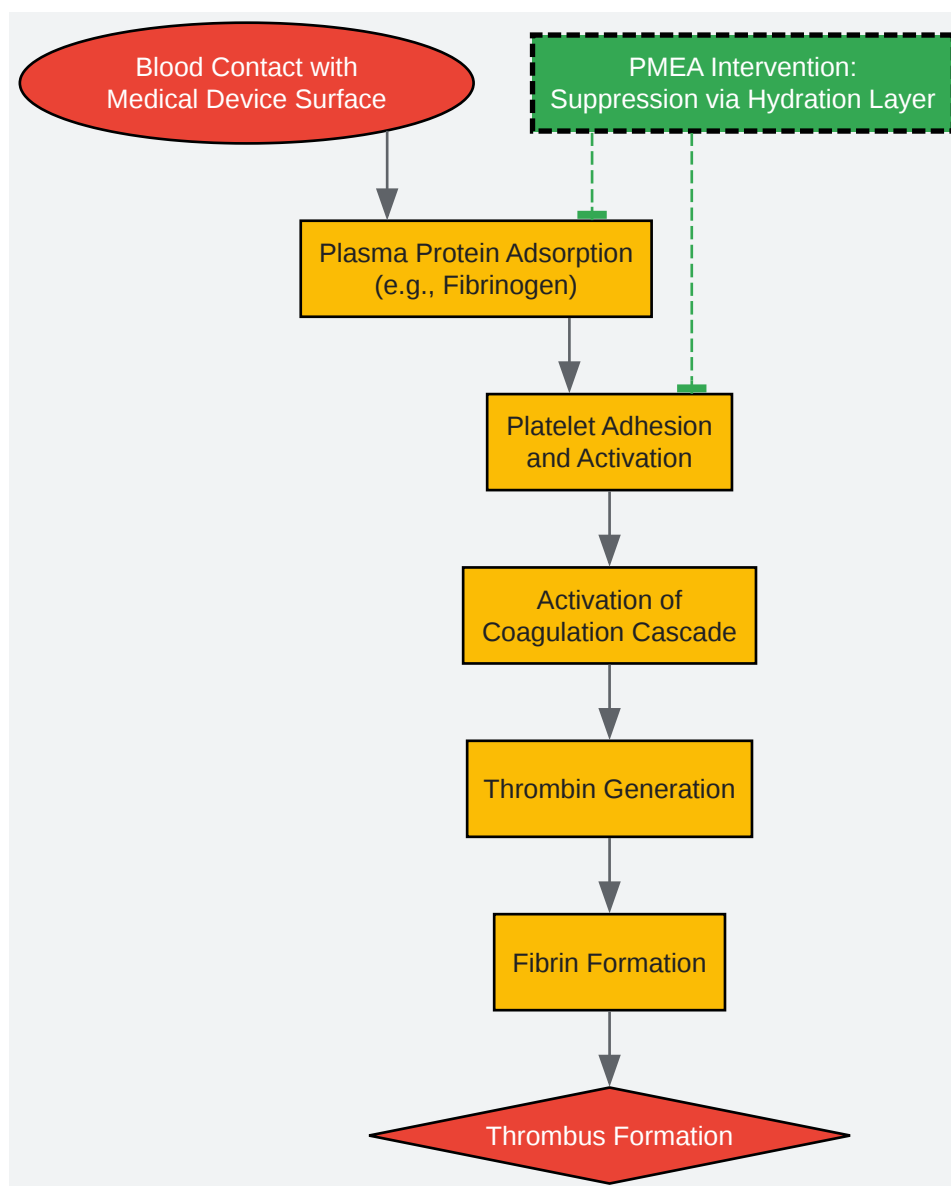 Blood Contact with
Medical Device Surface
PMEA Intervention:
Suppression via Hydration Layer
Plasma Protein Adsorption
(e.g., Fibrinogen)
Platelet Adhesion
and Activation
Activation of
Coagulation Cascade
Thrombin Generation
Fibrin Formation
Thrombus Formation